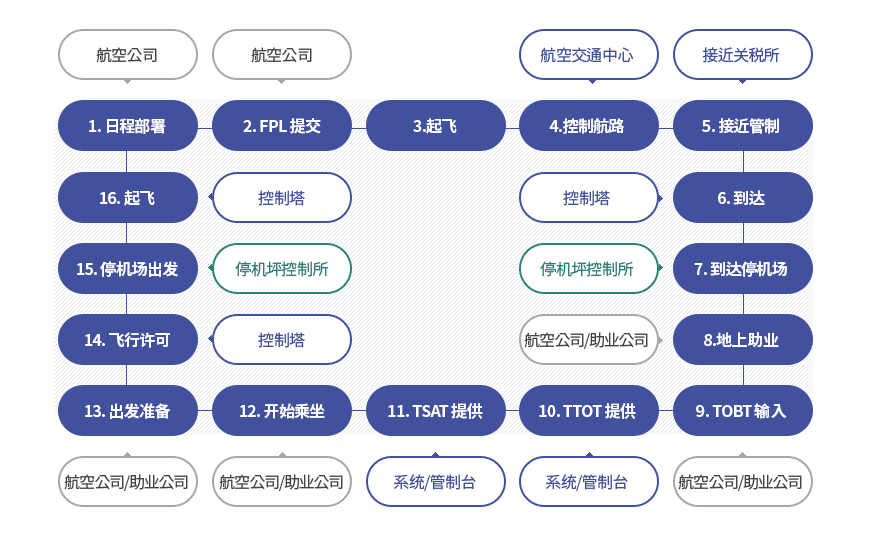 航空公司
航空公司
航空交通中心
接近关税所
1. 日程部署
2. FPL 提交
3.起飞
4.控制航路
5. 接近管制
16. 起飞
控制塔
控制塔
6. 到达
15. 停机场出发
停机坪控制所
停机坪控制所
7. 到达停机场
14. 飞行许可
控制塔
航空公司/助业公司
8.地上助业
13. 出发准备
12. 开始乘坐
11. TSAT 提供
10. TTOT 提供
9. TOBT 输入
航空公司/助业公司
航空公司/助业公司
系统/管制台
系统/管制台
航空公司/助业公司